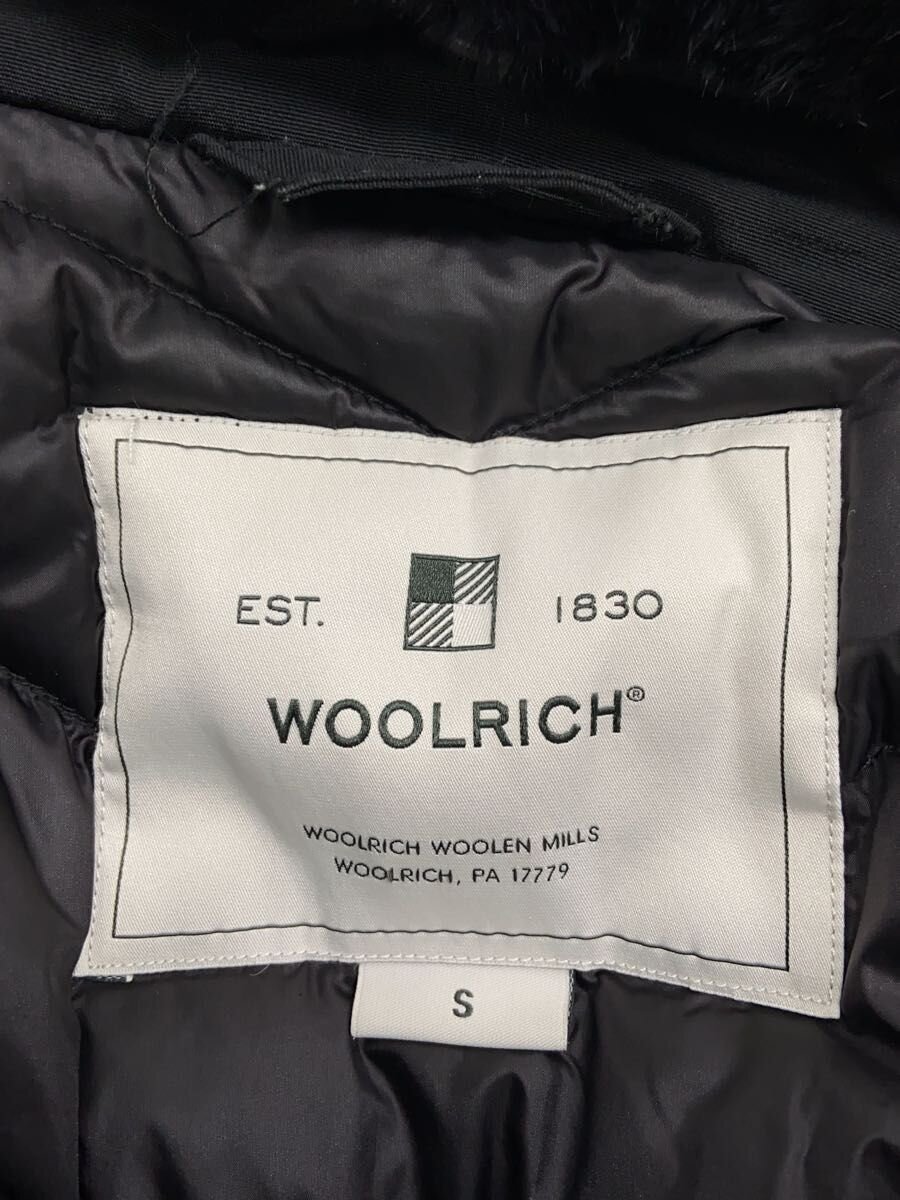 EST. 1830
WOOLRICH®
WOOLRICH WOOLEN MILLS
WOOLRICH, PA 17779
S